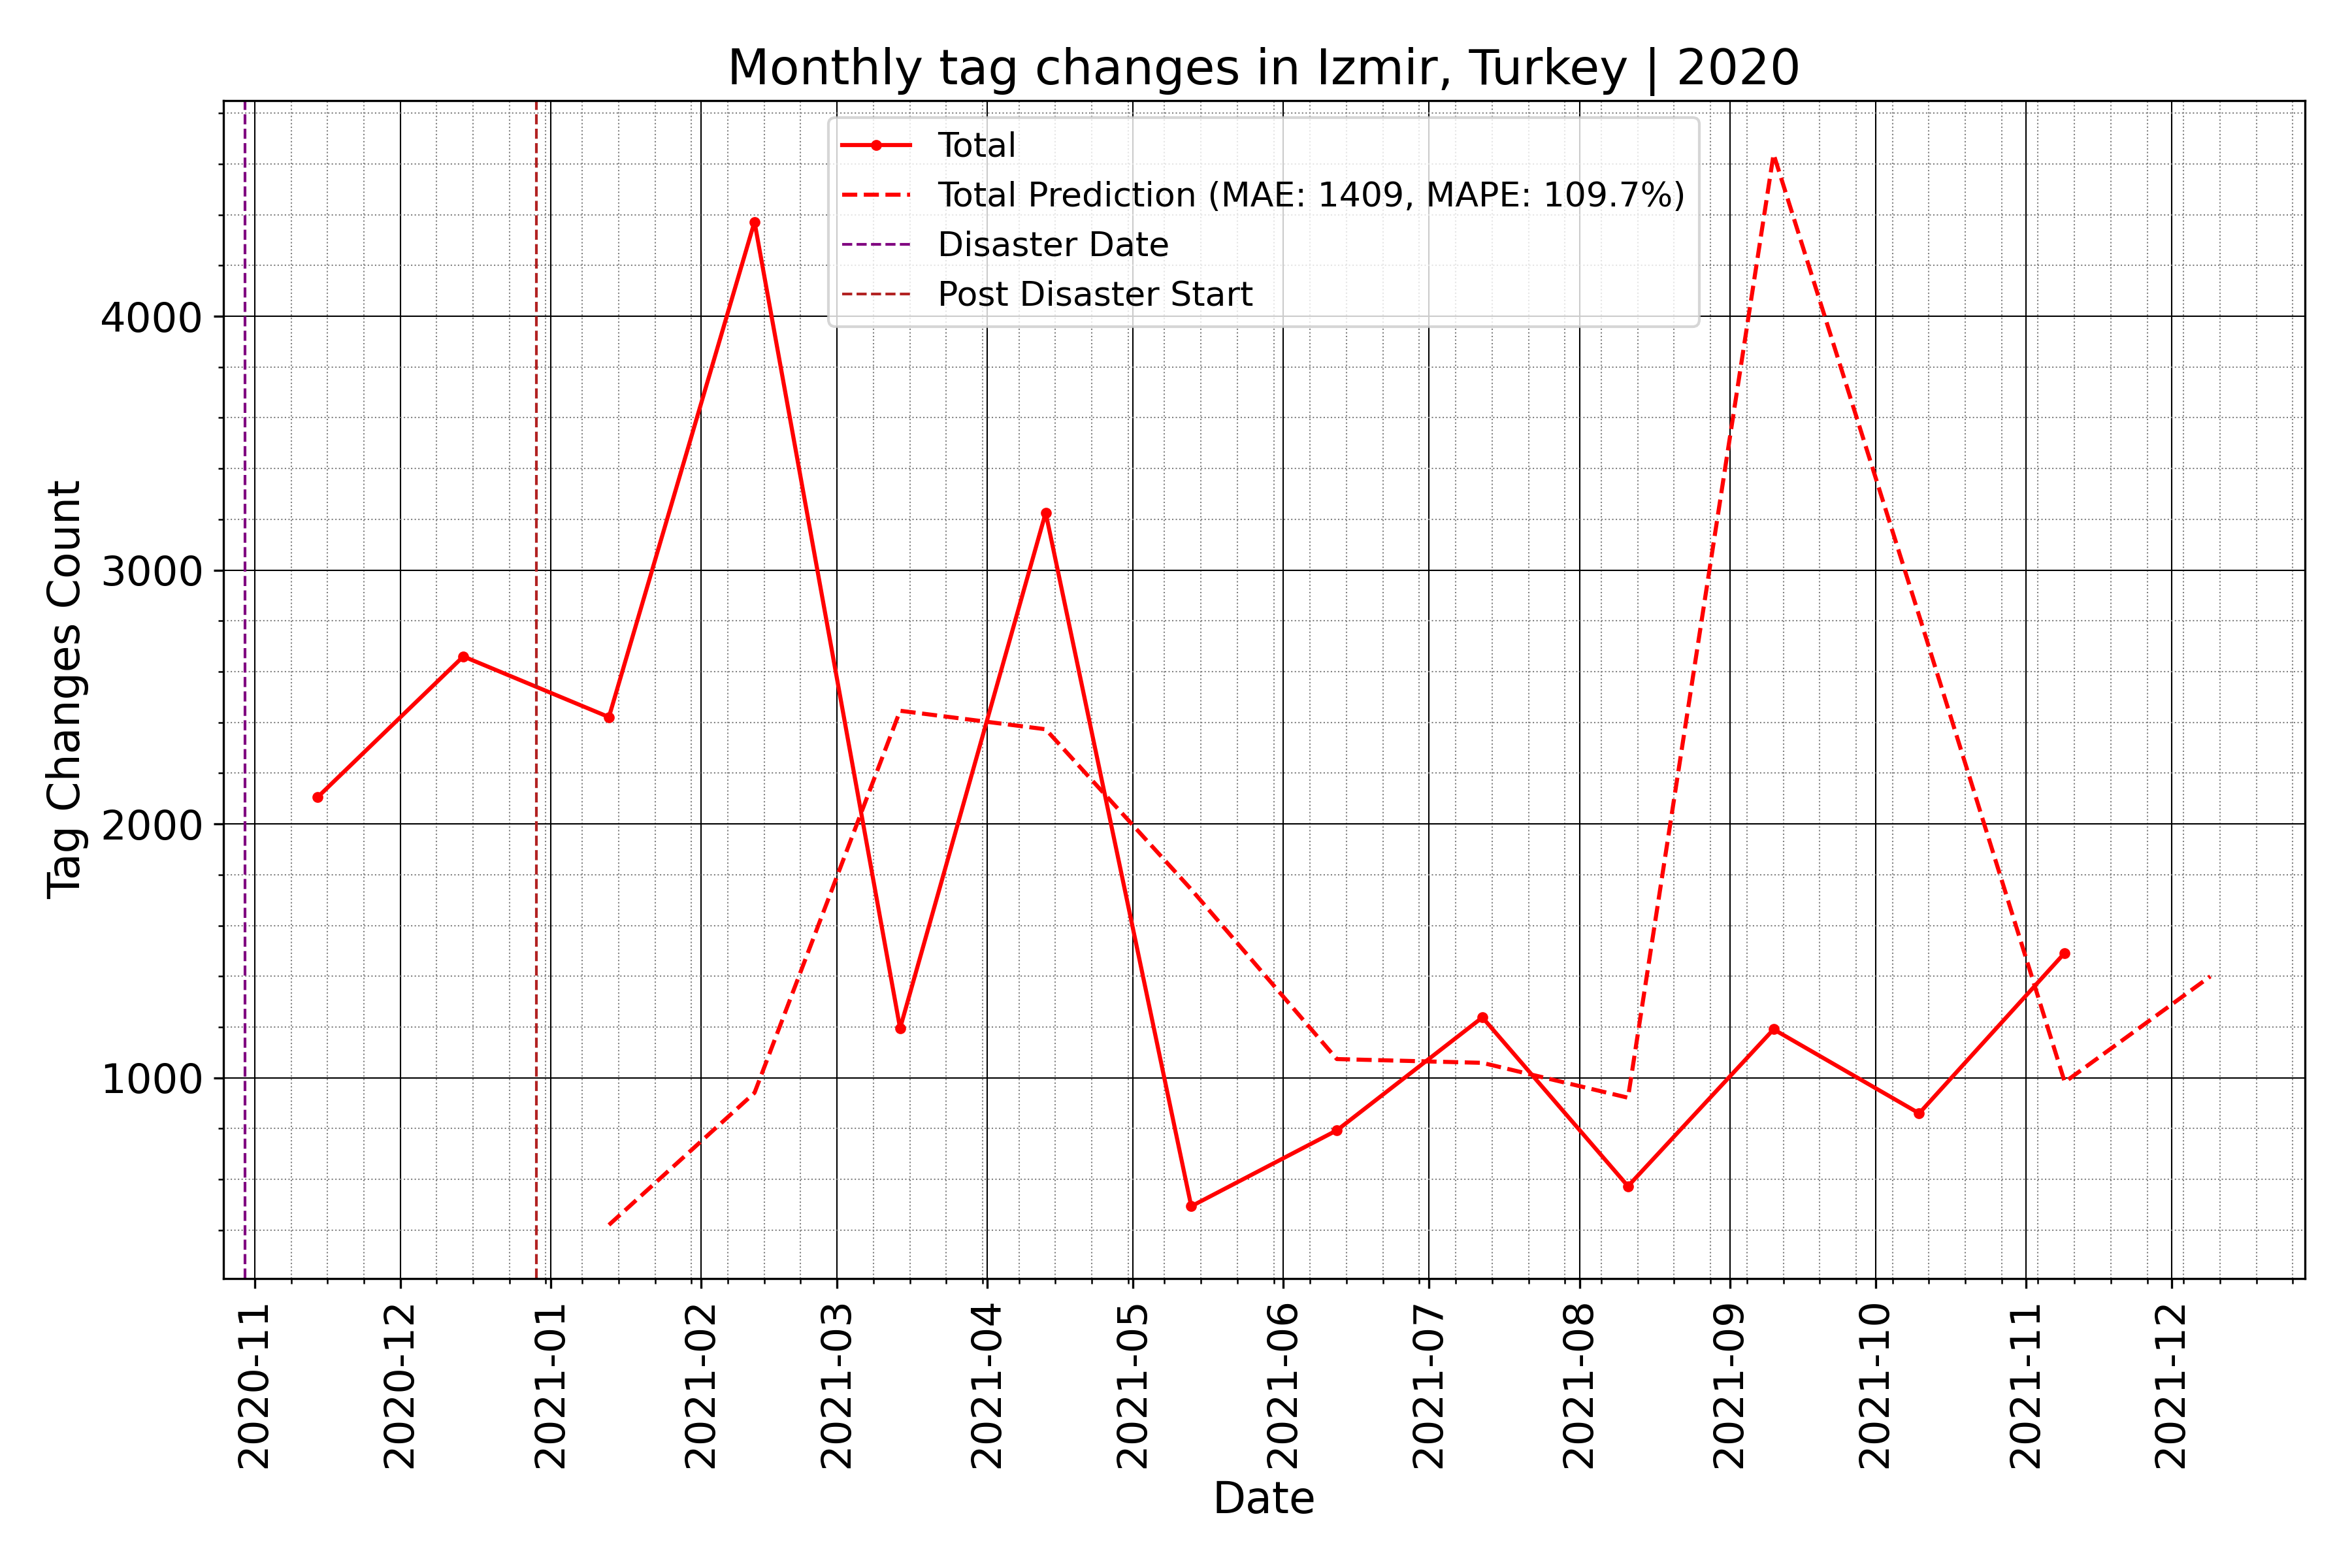 Monthly tag changes in Izmir, Turkey | 2020
Total
Total Prediction (MAE: 1409, MAPE: 109.7%)
Disaster Date
Post Disaster Start
Tag Changes Count
4000
3000
2000
1000
2020-11
2020-12
2021-01
2021-02
2021-03
2021-04
2021-05
2021-06
2021-07
2021-08
2021-09
2021-10
2021-11
2021-12
Date